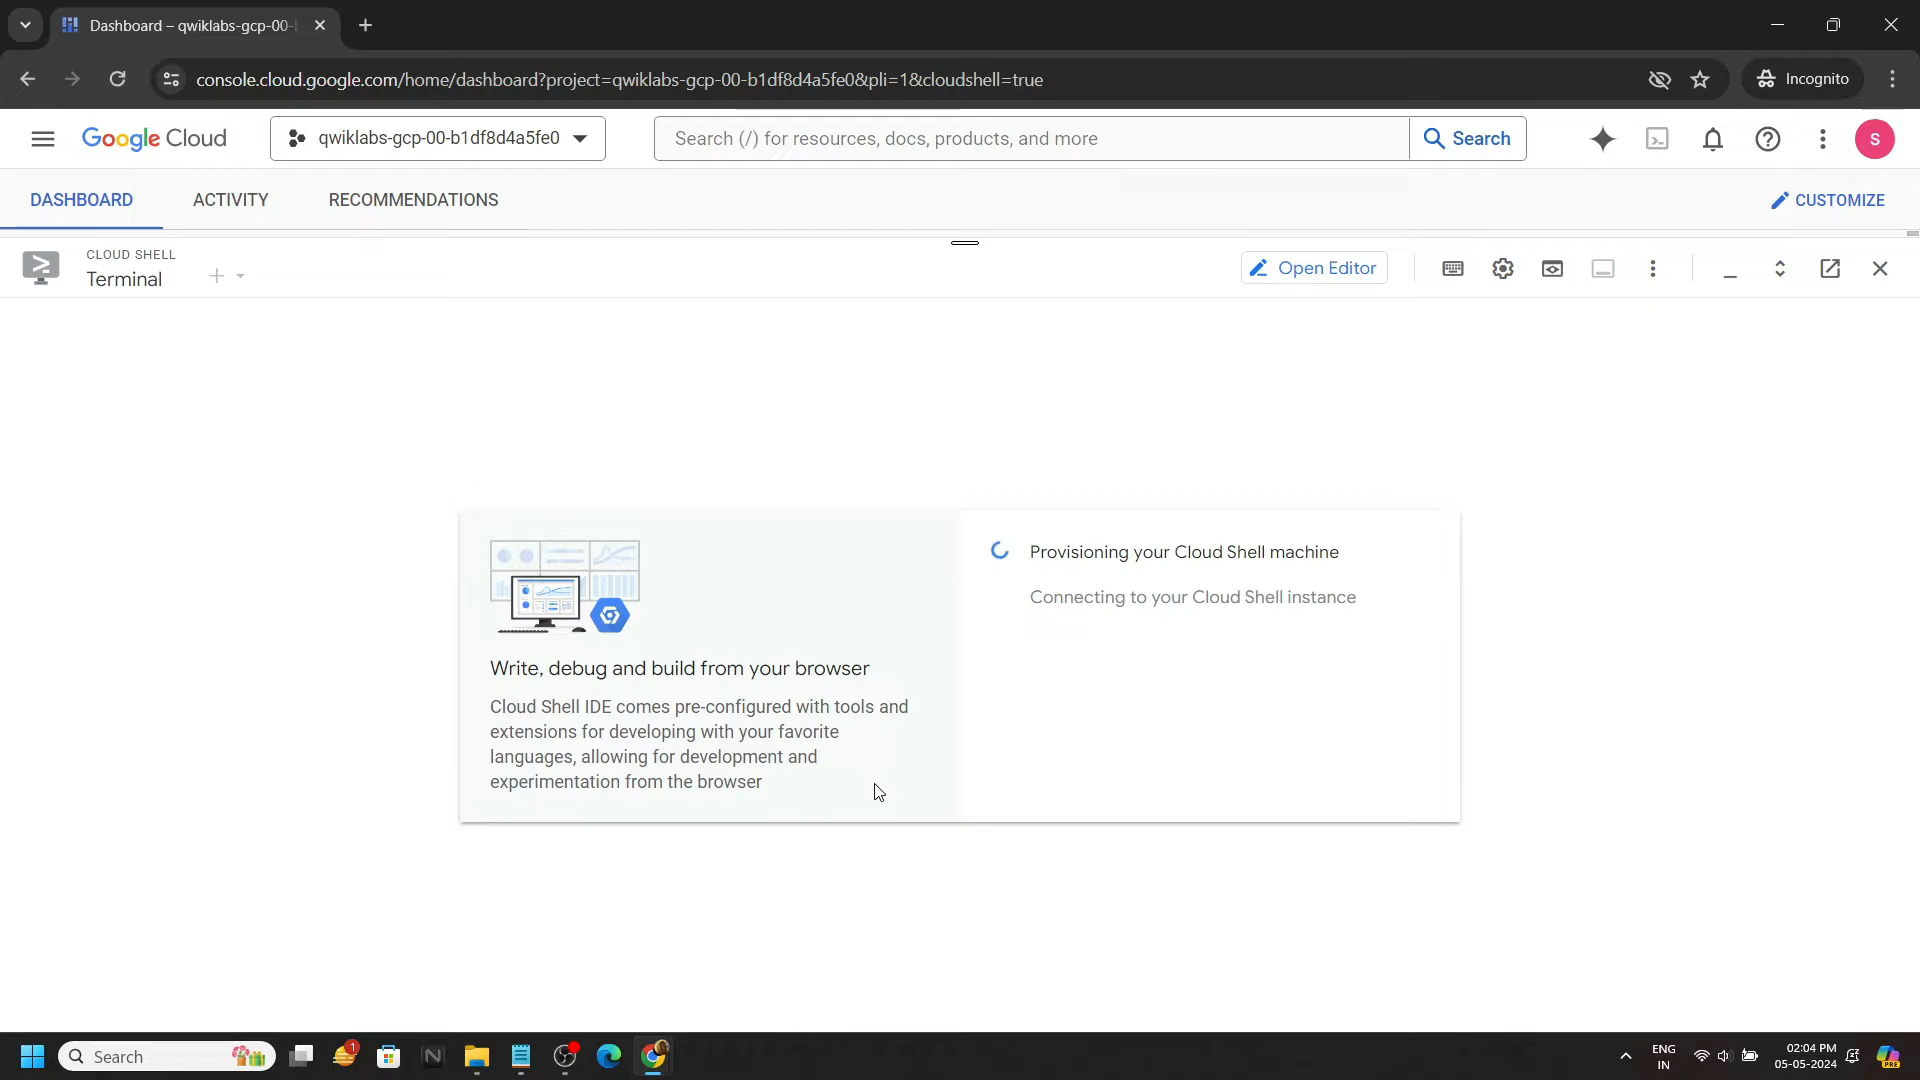 Dashboard – qwiklabs-gcp-00-
console.cloud.google.com/home/dashboard?project=qwiklabs-gcp-00-b1df8d4a5fe0&pli=1&cloudshell=true
Incognito
Google Cloud
qwiklabs-gcp-00-b1df8d4a5fe0
Search (/) for resources, docs, products, and more
Search
S
DASHBOARD
ACTIVITY
RECOMMENDATIONS
CUSTOMIZE
CLOUD SHELL
Terminal
Open Editor
Provisioning your Cloud Shell machine
Connecting to your Cloud Shell instance
Write, debug and build from your browser
Cloud Shell IDE comes pre-configured with tools and
extensions for developing with your favorite
languages, allowing for development and
experimentation from the browser
Search
1
ENG
IN
02:04 PM
05-05-2024
PRE